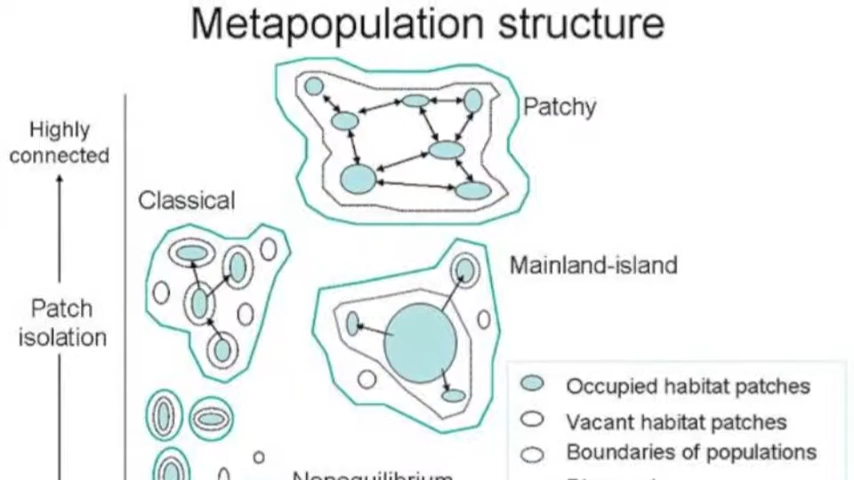 Metapopulation structure
Patchy
Highly
connected
Classical
Mainland-island
Patch
isolation
Occupied habitat patches
Vacant habitat patches
Boundaries of populations
Nonequilibrium